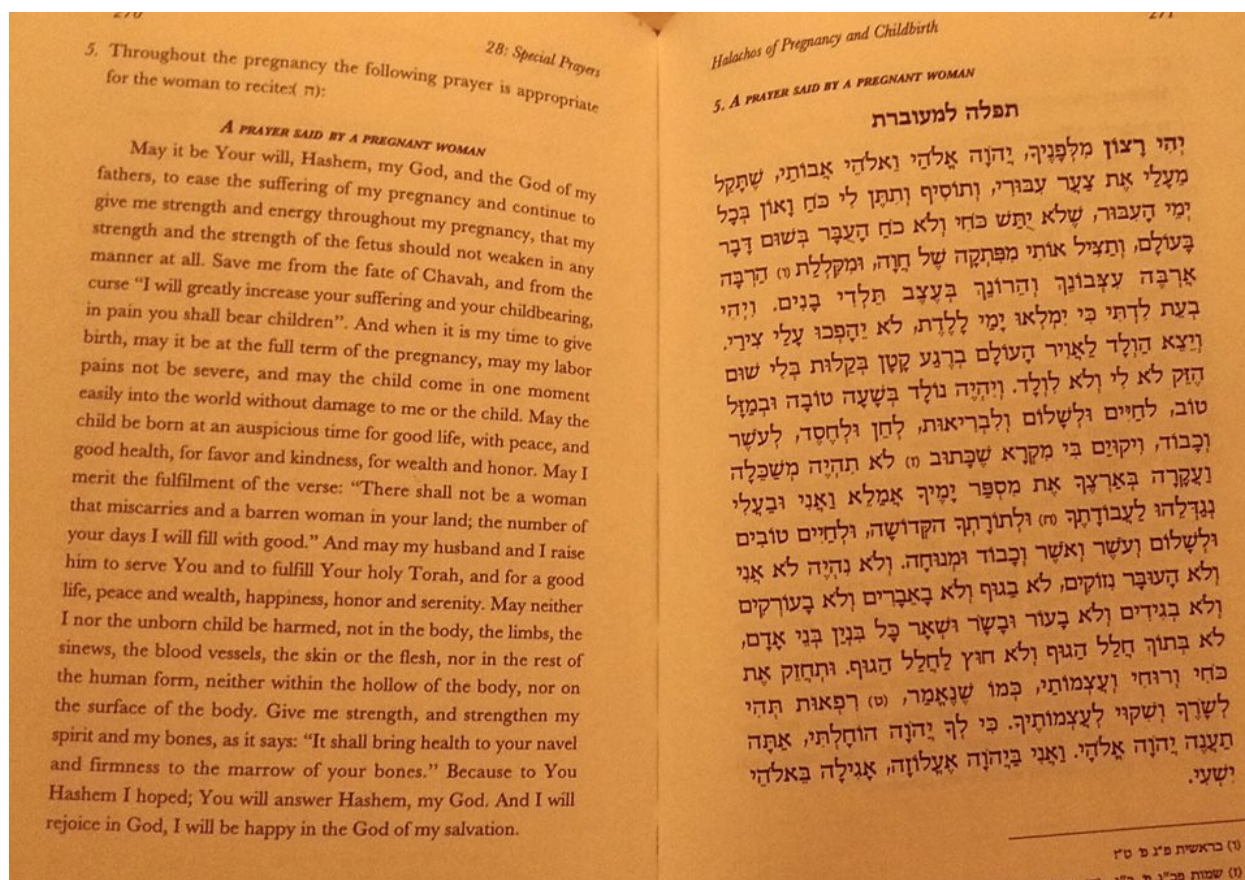 270
28: Special Prayers
5. Throughout the pregnancy the following prayer is appropriate
for the woman to recite:( ה):
A PRAYER SAID BY A PREGNANT WOMAN
May it be Your will, Hashem, my God, and the God of my
fathers, to ease the suffering of my pregnancy and continue to
give me strength and energy throughout my pregnancy, that my
strength and the strength of the fetus should not weaken in any
manner at all. Save me from the fate of Chavah, and from the
curse “I will greatly increase your suffering and your childbearing,
in pain you shall bear children”. And when it is my time to give
birth, may it be at the full term of the pregnancy, may my labor
pains not be severe, and may the child come in one moment
easily into the world without damage to me or the child. May the
child be born at an auspicious time for good life, with peace, and
good health, for favor and kindness, for wealth and honor. May I
merit the fulfilment of the verse: “There shall not be a woman
that miscarries and a barren woman in your land; the number of
your days I will fill with good.” And may my husband and I raise
him to serve You and to fulfill Your holy Torah, and for a good
life, peace and wealth, happiness, honor and serenity. May neither
I nor the unborn child be harmed, not in the body, the limbs, the
sinews, the blood vessels, the skin or the flesh, nor in the rest of
the human form, neither within the hollow of the body, nor on
the surface of the body. Give me strength, and strengthen my
spirit and my bones, as it says: “It shall bring health to your navel
and firmness to the marrow of your bones.” Because to You
Hashem I hoped; You will answer Hashem, my God. And I will
rejoice in God, I will be happy in the God of my salvation.
271
Halachos of Pregnancy and Childbirth
5. A PRAYER SAID BY A PREGNANT WOMAN
תפלה למעוברת
יְהִי רָצוֹן מִלְּפָנֶיךָ, יְהֹוָה אֱלֹהַי וֵאלֹהֵי אֲבוֹתַי, שֶׁתָּקֵל
מֵעָלַי אֶת צַעַר עִבּוּרִי, וְתוֹסִיף וְתִתֶּן לִי כֹּחַ וָאוֹן בְּכָל
יְמֵי הָעִבּוּר, שֶׁלֹּא יֻתַּשׁ כֹּחִי וְלֹא כֹּחַ הָעֻבָּר בְּשׁוּם דָּבָר
בָּעוֹלָם, וְתַצִּיל אוֹתִי מִפִּתְקָהּ שֶׁל חַוָּה, וּמִקִּלְלַת (ו) הַרְבָּה
אַרְבֶּה עִצְּבוֹנֵךְ וְהֵרוֹנֵךְ בְּעֶצֶב תֵּלְדִי בָנִים. וִיְהִי
בְּעֵת לִדְתִּי כִּי יִמְלְאוּ יָמַי לָלֶדֶת, לֹא יֵהָפְכוּ עָלַי צִירַי.
וְיֵצֵא הַוָּלָד לַאֲוִיר הָעוֹלָם בְּרֶגַע קָטָן בְּקַלּוּת בְּלִי שׁוּם
הֶזֵּק לֹא לִי וְלֹא לַוָּלָד. וְיִהְיֶה נוֹלָד בְּשָׁעָה טוֹבָה וּבְמַזָּל
טוֹב, לְחַיִּים וּלְשָׁלוֹם וְלִבְרִיאוּת, לְחֵן וּלְחֶסֶד, לְעֹשֶׁר
וְכָבוֹד, וִיקוּיַּם בִּי מִקְרָא שֶׁכָּתוּב (ז) לֹא תִהְיֶה מְשַׁכֵּלָה
וַעֲקָרָה בְּאַרְצֶךָ אֶת מִסְפַּר יָמֶיךָ אֲמַלֵּא וַאֲנִי וּבַעֲלִי
נְגַדְּלֵהוּ לַעֲבוֹדָתֶךָ (ח) וּלְתוֹרָתְךָ הַקְּדוֹשָׁה, וּלְחַיִּים טוֹבִים
וּלְשָׁלוֹם וְעֹשֶׁר וְאֹשֶׁר וְכָבוֹד וּמְנוּחָה. וְלֹא נִהְיֶה לֹא אֲנִי
וְלֹא הָעוּבָּר נִזּוֹקִים, לֹא בַגּוּף וְלֹא בָאֵבָרִים וְלֹא בָעוֹרְקִים
וְלֹא בַגִּידִים וְלֹא בָעוֹר וּבָשָׂר וּשְׁאָר כָּל בִּנְיַן בְּנֵי אָדָם,
לֹא בְּתוֹךְ חֲלַל הַגּוּף וְלֹא חוּץ לַחֲלַל הַגּוּף. וּתְחַזֵּק אֶת
כֹּחִי וְרוּחִי וְעַצְמוֹתַי, כְּמוֹ שֶׁנֶּאֱמַר, (ט) רִפְאוּת תְּהִי
לְשָׁרֶךָ וְשִׁקּוּי לְעַצְמוֹתֶיךָ. כִּי לְךָ יְהֹוָה הוֹחָלְתִּי, אַתָּה
תַעֲנֶה יְהֹוָה אֱלֹהָי. וַאֲנִי בַּיהֹוָה אֶעֱלוֹזָה, אָגִילָה בֵּאלֹהֵי
יִשְׁעִי.
(ו) בראשית פ"ג פ' ט"ז
(ז) שמות פכ"ג פ'